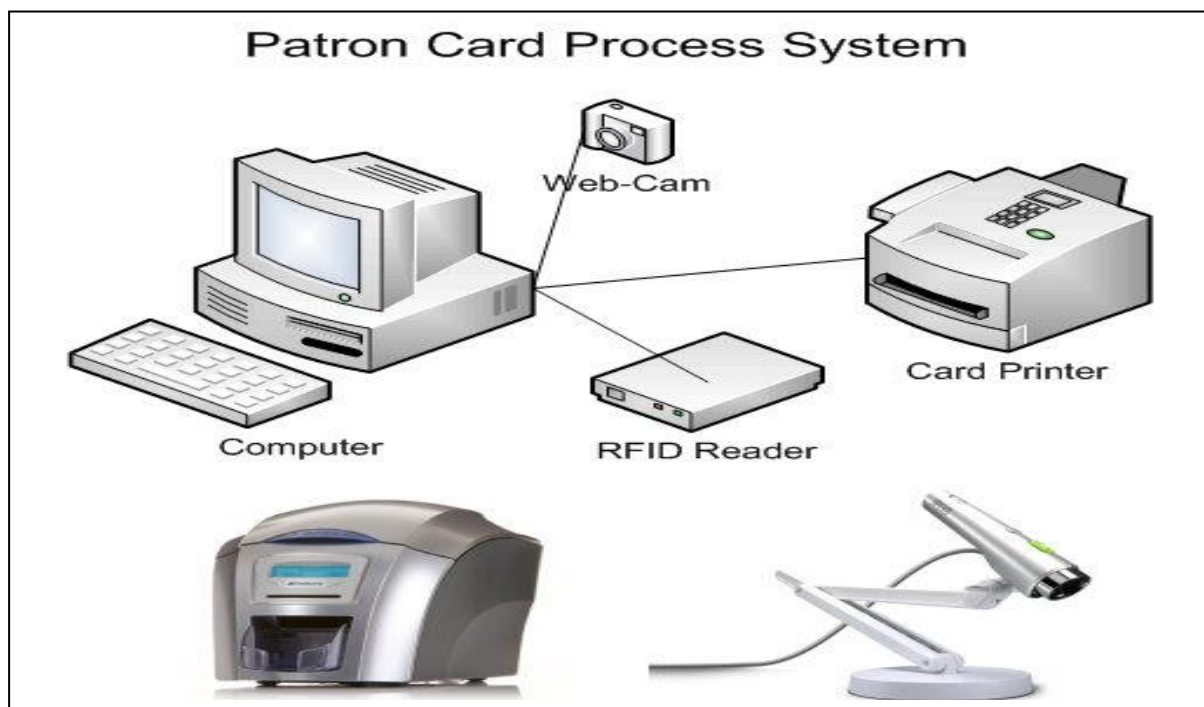 Patron Card Process System
Web-Cam
Card Printer
Computer
RFID Reader